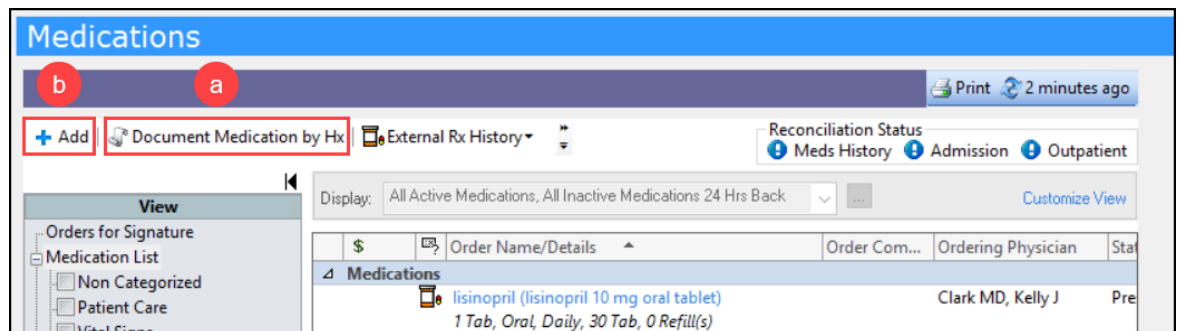 Medications
b
a
Print 2 minutes ago
Add Document Medication by Hx External Rx History
Reconciliation Status
Meds History Admission Outpatient
View
Display: All Active Medications, All Inactive Medications 24 Hrs Back ... Customize View
Orders for Signature
Medication List
Non Categorized
Patient Care
Vital Signs
$ Order Name/Details Order Com... Ordering Physician Stat
Medications
lisinopril (lisinopril 10 mg oral tablet) Clark MD, Kelly J Pre
1 Tab, Oral, Daily, 30 Tab, 0 Refill(s)